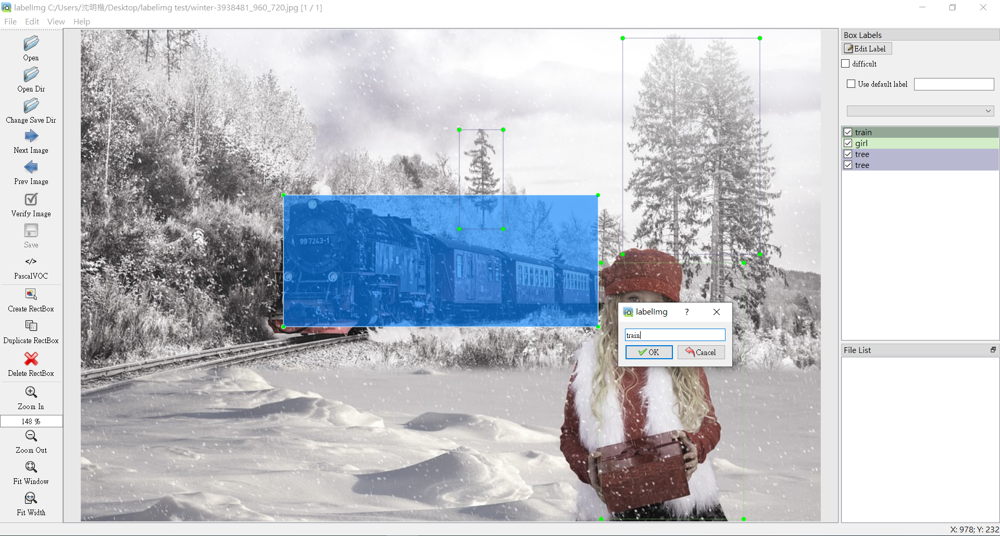 labelImg C:/Users/沈明楷/Desktop/labelimg test/winter-3938481_960_720.jpg [1 / 1]
File Edit View Help
Open
Open Dir
Change Save Dir
Next Image
Prev Image
Verify Image
Save
</>
PascalVOC
Create RectBox
Duplicate RectBox
Delete RectBox
Zoom In
148 %
Zoom Out
Fit Window
Fit Width
99 7243-1
labelImg ?
train
OK Cancel
Box Labels
Edit Label
difficult
Use default label
train
girl
tree
tree
File List
X: 978; Y: 232